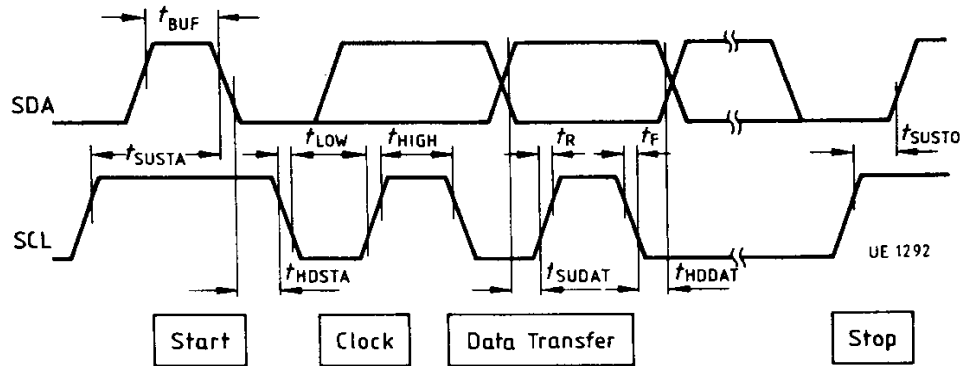 tBUF
SDA
tLOW
tHIGH
tR
tF
tSUSTA
tSUSTO
SCL
UE 1292
tHDSTA
tSUDAT
tHDDAT
Start
Clock
Data Transfer
Stop